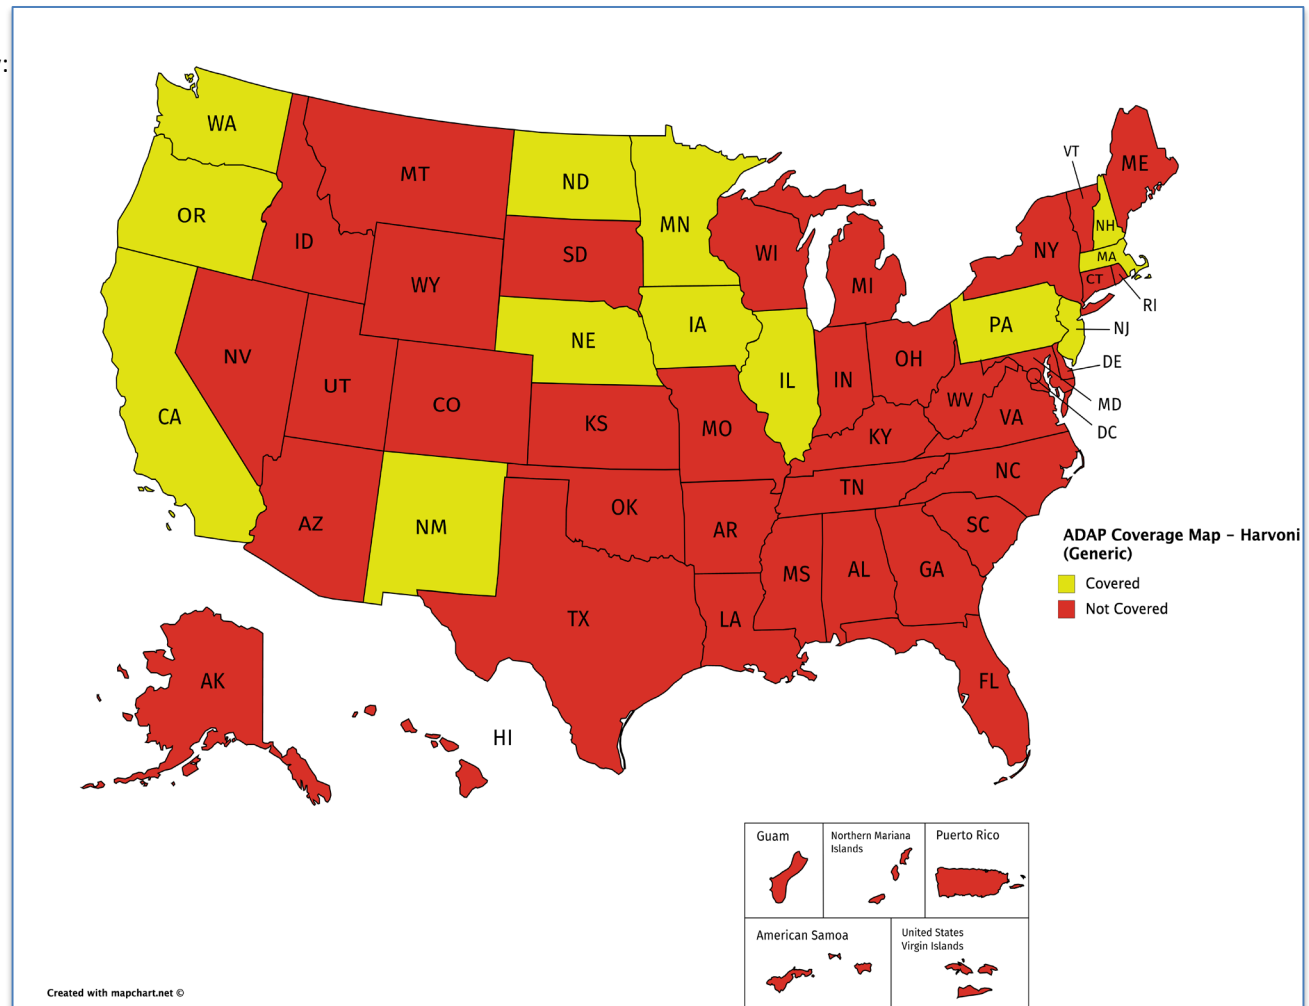 :
WA
MT
ND
MN
VT
ME
OR
ID
SD
WI
NH
NY
MA
WY
MI
CT
RI
NE
IA
PA
NJ
NV
UT
CO
IL
IN
OH
DE
CA
KS
MO
WV
VA
MD
KY
DC
NC
TN
AZ
NM
OK
AR
SC
ADAP Coverage Map – Harvoni
(Generic)
Covered
Not Covered
MS
AL
GA
TX
LA
AK
FL
HI
Guam
Northern Mariana
Islands
Puerto Rico
American Samoa
United States
Virgin Islands
Created with mapchart.net ©